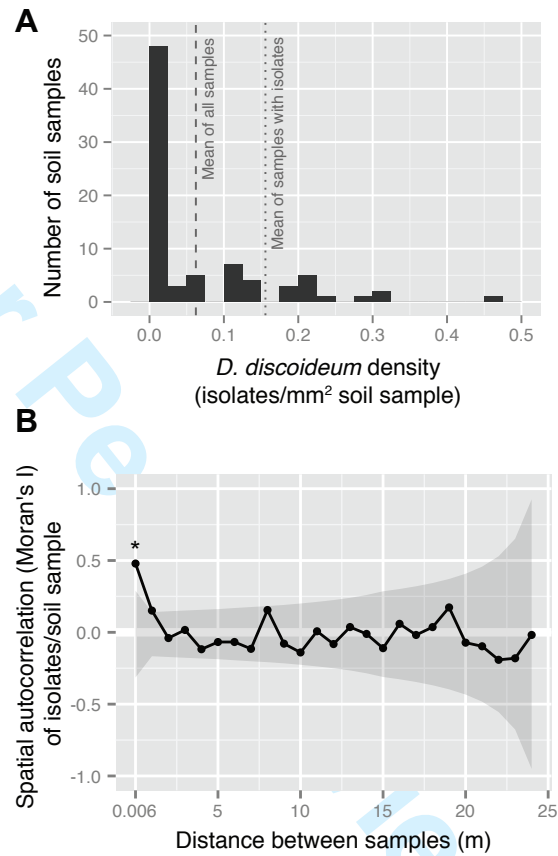 A
Number of soil samples
50
40
30
20
10
0
Mean of all samples
Mean of samples with isolates
0.0 0.1 0.2 0.3 0.4 0.5
D. discoideum density
(isolates/mm² soil sample)
B
Spatial autocorrelation (Moran's I)
of isolates/soil sample
1.0
0.5
0.0
-0.5
-1.0
*
0.006 5 10 15 20 25
Distance between samples (m)